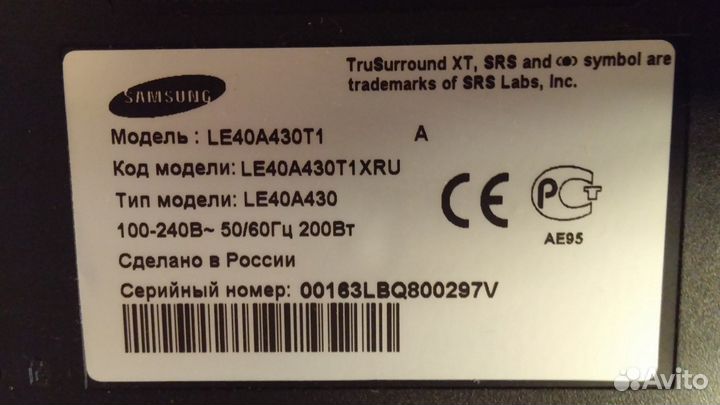 TruSurround XT, SRS and (●) symbol are
trademarks of SRS Labs, Inc.
SAMSUNG
Модель : LE40A430T1 A
Код модели: LE40A430T1XRU
Тип модели: LE40A430
100-240В~ 50/60Гц 200Вт
Сделано в России
Серийный номер: 00163LBQ800297V
CE
РСТ
AE95
Avito